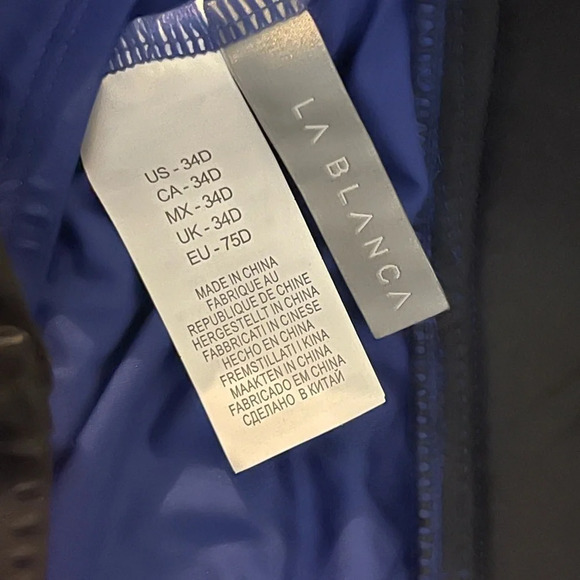 US - 34D
CA - 34D
MX - 34D
UK - 34D
EU - 75D
MADE IN CHINA
FABRIQUE AU
REPUBLIQUE DE CHINE
HERGESTELLT IN CHINA
FABBRICATI IN CINESE
HECHO EN CHINA
FREMSTILLAT I KINA
MAAKTEN IN CHINA
FABRICADO EM CHINA
СДЕЛАНО В КИТАЙ
LA BLANCA